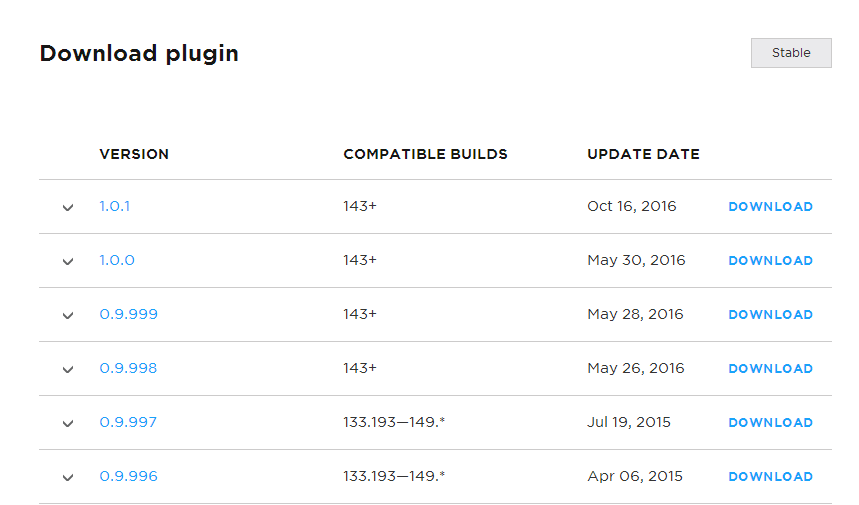 Download plugin
Stable
VERSION COMPATIBLE BUILDS UPDATE DATE
1.0.1 143+ Oct 16, 2016 DOWNLOAD
1.0.0 143+ May 30, 2016 DOWNLOAD
0.9.999 143+ May 28, 2016 DOWNLOAD
0.9.998 143+ May 26, 2016 DOWNLOAD
0.9.997 133.193—149.* Jul 19, 2015 DOWNLOAD
0.9.996 133.193—149.* Apr 06, 2015 DOWNLOAD